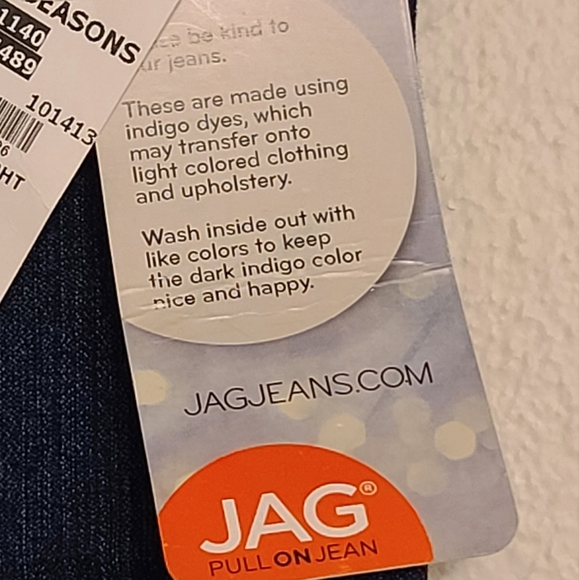 EASONS
1140
489
101413
HT
be kind to
ur jeans.
These are made using
indigo dyes, which
may transfer onto
light colored clothing
and upholstery.
Wash inside out with
like colors to keep
the dark indigo color
nice and happy.
JAGJEANS.COM
JAG®
PULL ON JEAN